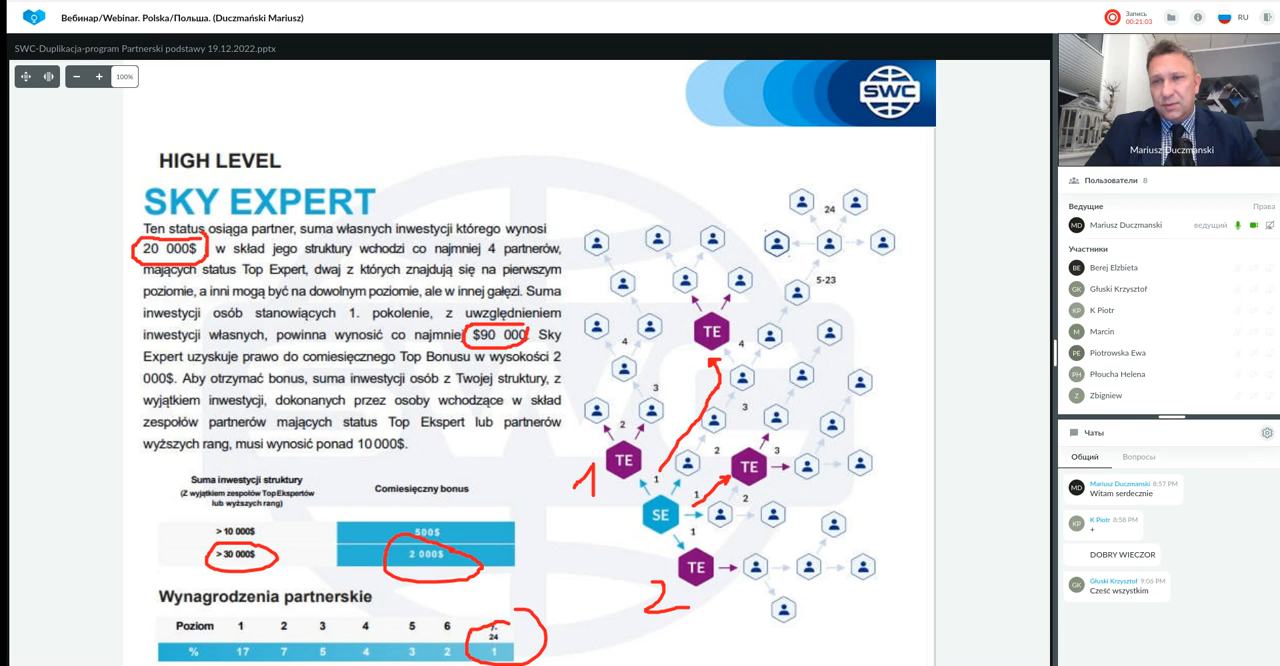 Вебинар/Webinar. Polska/Польша. (Duczmański Mariusz)
Запись
00:21:03
RU
SWC-Duplikacja-program Partnerski podstawy 19.12.2022.pptx
100%
SWC
HIGH LEVEL
SKY EXPERT
Ten status osiąga partner, suma własnych inwestycji którego wynosi
20 000$ w skład jego struktury wchodzi co najmniej 4 partnerów,
mających status Top Expert, dwaj z których znajdują się na pierwszym
poziomie, a inni mogą być na dowolnym poziomie, ale w innej gałęzi. Suma
inwestycji osób stanowiących 1. pokolenie, z uwzględnieniem
inwestycji własnych, powinna wynosić co najmniej $90 000. Sky
Expert uzyskuje prawo do comiesięcznego Top Bonusu w wysokości 2
000$. Aby otrzymać bonus, suma inwestycji osób z Twojej struktury, z
wyjątkiem inwestycji, dokonanych przez osoby wchodzące w skład
zespołów partnerów mających status Top Ekspert lub partnerów
wyższych rang, musi wynosić ponad 10 000$.
Suma inwestycji struktury
(Z wyjątkiem zespołów Top Ekspertów
lub wyższych rang)
Comiesięczny bonus
> 10 000$ 500$
> 30 000$ 2 000$
Wynagrodzenia partnerskie
Poziom 1 2 3 4 5 6 7-
24
% 17 7 5 4 3 2 1
24
5-23
TE
4
4
3
3
2
1
TE
2
TE
3
1
1
SE
2
1
TE
2
Mariusz Duczmanski
Пользователи 8
Ведущие Права
MD Mariusz Duczmanski ведущий
Участники
BE Berej Elzbieta
GK Głuski Krzysztof
KP K Piotr
M Marcin
PE Piotrowska Ewa
PH Płoucha Helena
Z Zbigniew
Чаты
Общий Вопросы
MD Mariusz Duczmanski 8:57 PM
Witam serdecznie
KP K Piotr 8:58 PM
+
DOBRY WIECZOR
GK Głuski Krzysztof 9:06 PM
Cześć wszystkim